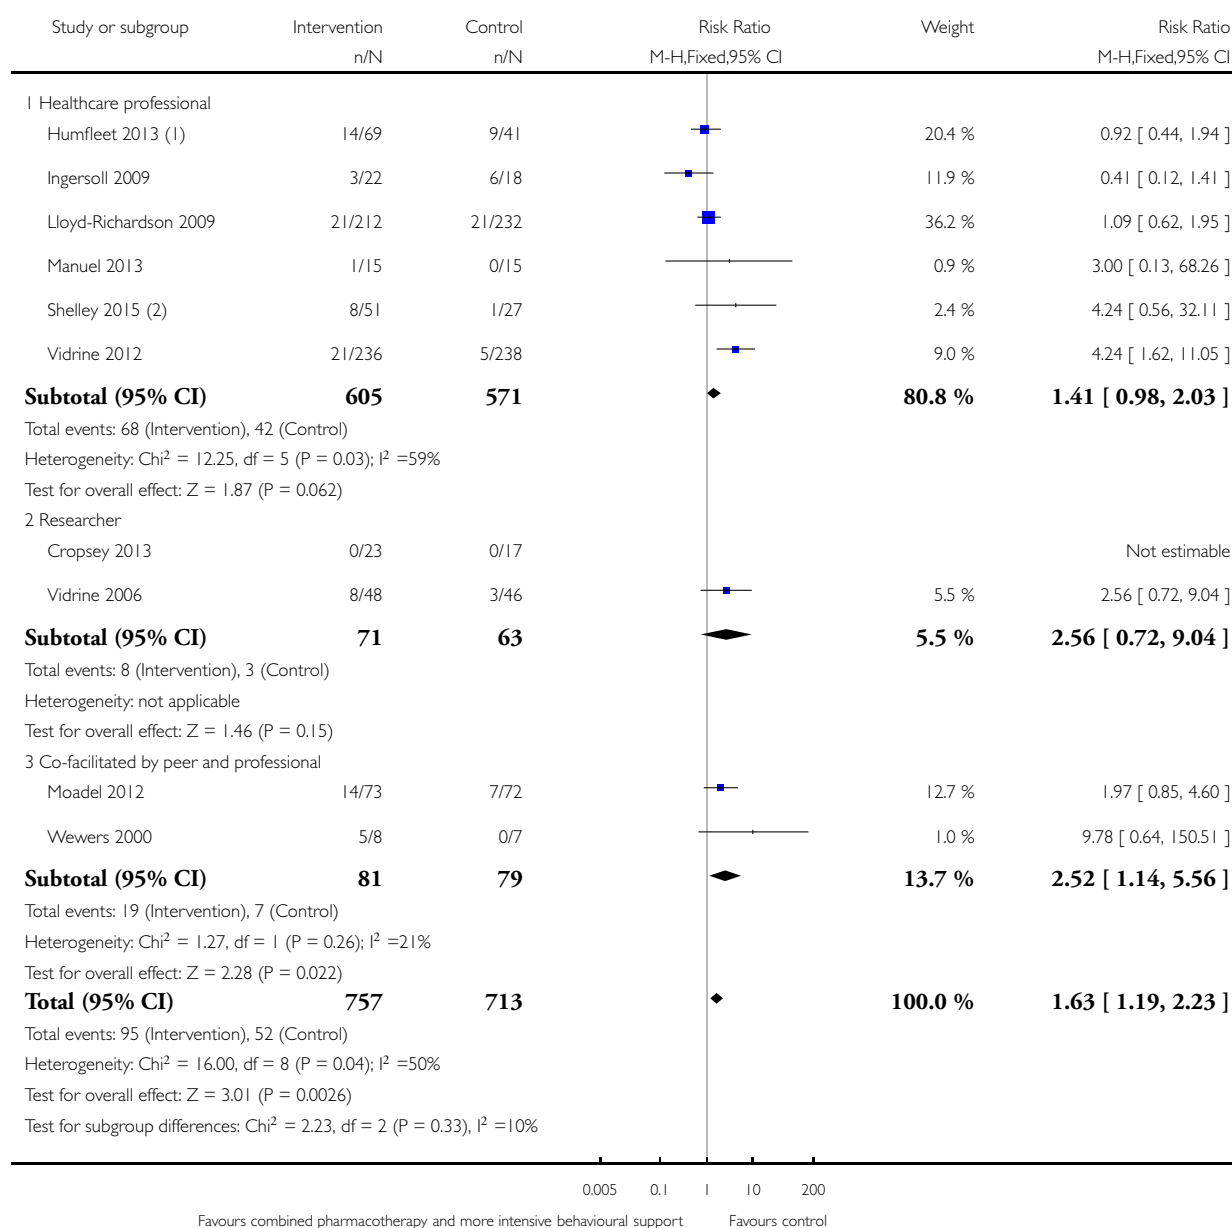 Study or subgroup Intervention Control Risk Ratio Weight Risk Ratio
n/N n/N M-H,Fixed,95% CI M-H,Fixed,95% CI
1 Healthcare professional
Humfleet 2013 (1) 14/69 9/41 20.4 % 0.92 [ 0.44, 1.94 ]
Ingersoll 2009 3/22 6/18 11.9 % 0.41 [ 0.12, 1.41 ]
Lloyd-Richardson 2009 21/212 21/232 36.2 % 1.09 [ 0.62, 1.95 ]
Manuel 2013 1/15 0/15 0.9 % 3.00 [ 0.13, 68.26 ]
Shelley 2015 (2) 8/51 1/27 2.4 % 4.24 [ 0.56, 32.11 ]
Vidrine 2012 21/236 5/238 9.0 % 4.24 [ 1.62, 11.05 ]
Subtotal (95% CI) 605 571 80.8 % 1.41 [ 0.98, 2.03 ]
Total events: 68 (Intervention), 42 (Control)
Heterogeneity: Chi² = 12.25, df = 5 (P = 0.03); I² =59%
Test for overall effect: Z = 1.87 (P = 0.062)
2 Researcher
Cropsey 2013 0/23 0/17 Not estimable
Vidrine 2006 8/48 3/46 5.5 % 2.56 [ 0.72, 9.04 ]
Subtotal (95% CI) 71 63 5.5 % 2.56 [ 0.72, 9.04 ]
Total events: 8 (Intervention), 3 (Control)
Heterogeneity: not applicable
Test for overall effect: Z = 1.46 (P = 0.15)
3 Co-facilitated by peer and professional
Moadel 2012 14/73 7/72 12.7 % 1.97 [ 0.85, 4.60 ]
Wewers 2000 5/8 0/7 1.0 % 9.78 [ 0.64, 150.51 ]
Subtotal (95% CI) 81 79 13.7 % 2.52 [ 1.14, 5.56 ]
Total events: 19 (Intervention), 7 (Control)
Heterogeneity: Chi² = 1.27, df = 1 (P = 0.26); I² =21%
Test for overall effect: Z = 2.28 (P = 0.022)
Total (95% CI) 757 713 100.0 % 1.63 [ 1.19, 2.23 ]
Total events: 95 (Intervention), 52 (Control)
Heterogeneity: Chi² = 16.00, df = 8 (P = 0.04); I² =50%
Test for overall effect: Z = 3.01 (P = 0.0026)
Test for subgroup differences: Chi² = 2.23, df = 2 (P = 0.33), I² =10%
0.005 0.1 1 10 200
Favours combined pharmacotherapy and more intensive behavioural support Favours control